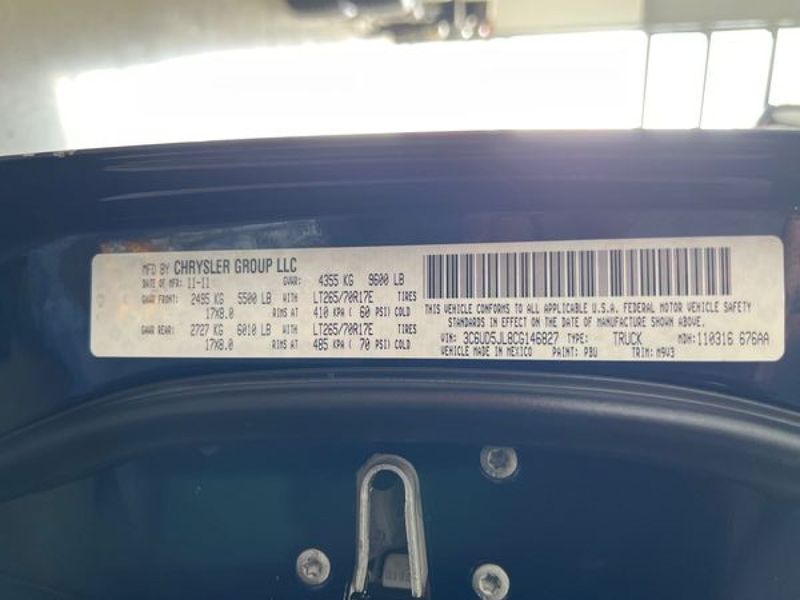 MFD BY CHRYSLER GROUP LLC
DATE OF MFR: 11-11 GVWR: 4355 KG 9600 LB
GAWR FRONT: 2495 KG 5500 LB WITH LT265/70R17E TIRES
17X8.0 RIMS AT 410 KPA ( 60 PSI) COLD
GAWR REAR: 2727 KG 6010 LB WITH LT265/70R17E TIRES
17X8.0 RIMS AT 485 KPA ( 70 PSI) COLD
THIS VEHICLE CONFORMS TO ALL APPLICABLE U.S.A. FEDERAL MOTOR VEHICLE SAFETY
STANDARDS IN EFFECT ON THE DATE OF MANUFACTURE SHOWN ABOVE.
VIN: 3C6UD5JL8CG146827 TYPE: TRUCK MDH: 110316 676AA
VEHICLE MADE IN MEXICO PAINT: PBU TRIM: M9V3